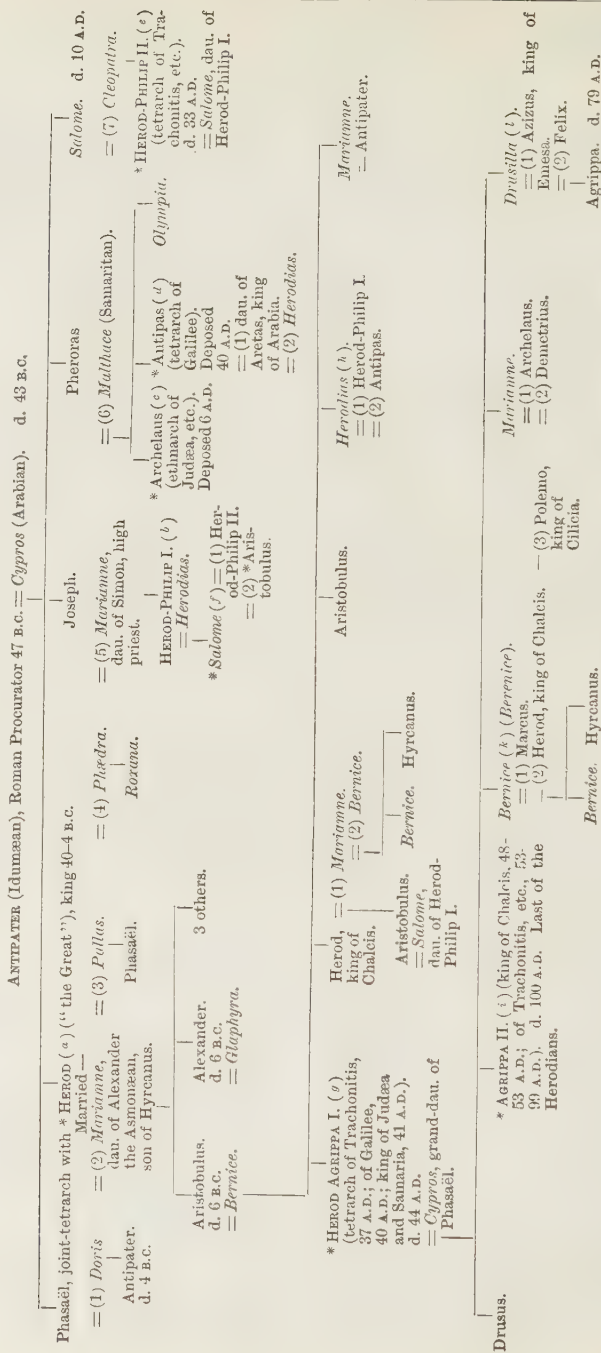 ANTIPATER (Idumæan), Roman Procurator 47 B.C. = Cypros (Arabian). d. 43 B.C.
Phasaël, joint-tetrarch with * HEROD (a) ("the Great"), king 40-4 B.C.
Married—
Joseph.
Pheroras
Salome. d. 10 A.D.
= (1) Doris
Antipater.
d. 4 B.C.
= (2) Mariamne,
dau. of Alexander
the Asmonæan,
son of Hyrcanus.
= (3) Pallas.
Phasaël.
= (4) Phædra.
Roxana.
= (5) Mariamne,
dau. of Simon, high
priest.
HEROD-PHILIP I. (b)
= Herodias.
* Salome (f) = (1) Her-
od-Philip II.
= (2) *Aris-
tobulus.
= (6) Malthace (Samaritan).
* Archelaus (c)
(ethnarch of
Judæa, etc.).
Deposed 6 A.D.
* Antipas (d)
(tetrarch of
Galilee).
Deposed
40 A.D.
= (1) dau. of
Aretas, king
of Arabia.
= (2) Herodias.
Olympia.
= (7) Cleopatra.
* HEROD-PHILIP II. (e)
(tetrarch of Tra-
chonitis, etc.).
d. 33 A.D.
= Salome, dau. of
Herod-Philip I.
Aristobulus.
d. 6 B.C.
= Bernice.
Alexander.
d. 6 B.C.
= Glaphyra.
3 others.
* HEROD AGRIPPA I. (g)
(tetrarch of Trachonitis,
37 A.D.; of Galilee,
40 A.D.; king of Judæa
and Samaria, 41 A.D.).
d. 44 A.D.
= Cypros, grand-dau. of
Phasaël.
Herod,
king of
Chalcis.
= (1) Mariamne.
= (2) Bernice.
Aristobulus.
= Salome,
dau. of Herod-
Philip I.
Bernice. Hyrcanus.
Aristobulus.
Herodias (h).
= (1) Herod-Philip I.
= (2) Antipas.
Mariamne.
= Antipater.
Drusus.
* AGRIPPA II. (i) (king of Chalcis, 48-
53 A.D.; of Trachonitis, etc., 53-
99 A.D.). d. 100 A.D. Last of the
Herodians.
Bernice (k) (Berenice).
= (1) Marcus.
= (2) Herod, king of Chalcis.
— (3) Polemo,
king of
Cilicia.
Bernice. Hyrcanus.
Mariamne.
= (1) Archelaus.
= (2) Demetrius.
Drusilla (l).
= (1) Azizus, king of
Emesa.
= (2) Felix.
Agrippa. d. 79 A.D.